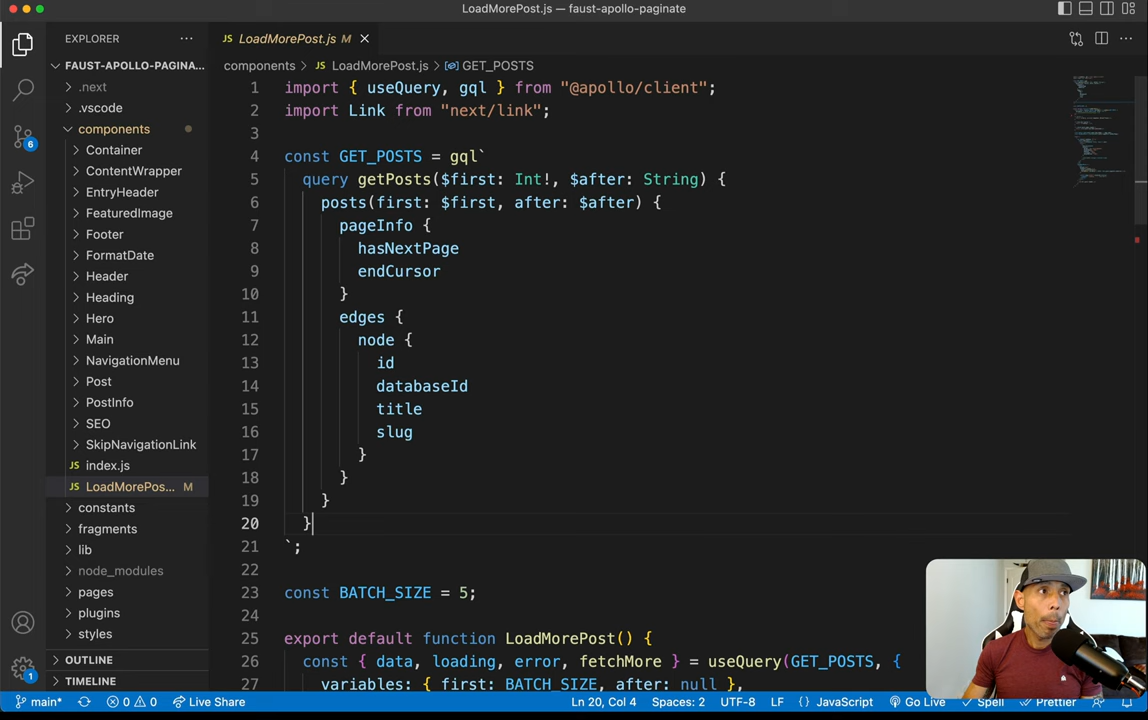 LoadMorePost.js — faust-apollo-paginate
EXPLORER
LoadMorePost.js M
FAUST-APOLLO-PAGINA...
components > JS LoadMorePost.js > GET_POSTS
.next
.vscode
components
Container
ContentWrapper
EntryHeader
FeaturedImage
Footer
FormatDate
Header
Heading
Hero
Main
NavigationMenu
Post
PostInfo
SEO
SkipNavigationLink
JS index.js
JS LoadMorePos... M
constants
fragments
lib
node_modules
pages
plugins
styles
OUTLINE
TIMELINE
1 import { useQuery, gql } from "@apollo/client";
2 import Link from "next/link";
3
4 const GET_POSTS = gql`
5 query getPosts($first: Int!, $after: String) {
6 posts(first: $first, after: $after) {
7 pageInfo {
8 hasNextPage
9 endCursor
10 }
11 edges {
12 node {
13 id
14 databaseId
15 title
16 slug
17 }
18 }
19 }
20 }
21 `;
22
23 const BATCH_SIZE = 5;
24
25 export default function LoadMorePost() {
26 const { data, loading, error, fetchMore } = useQuery(GET_POSTS, {
27 variables: { first: BATCH_SIZE, after: null },
6
1
main* 0 0 Live Share Ln 20, Col 4 Spaces: 2 UTF-8 LF {} JavaScript Go Live Spell Prettier